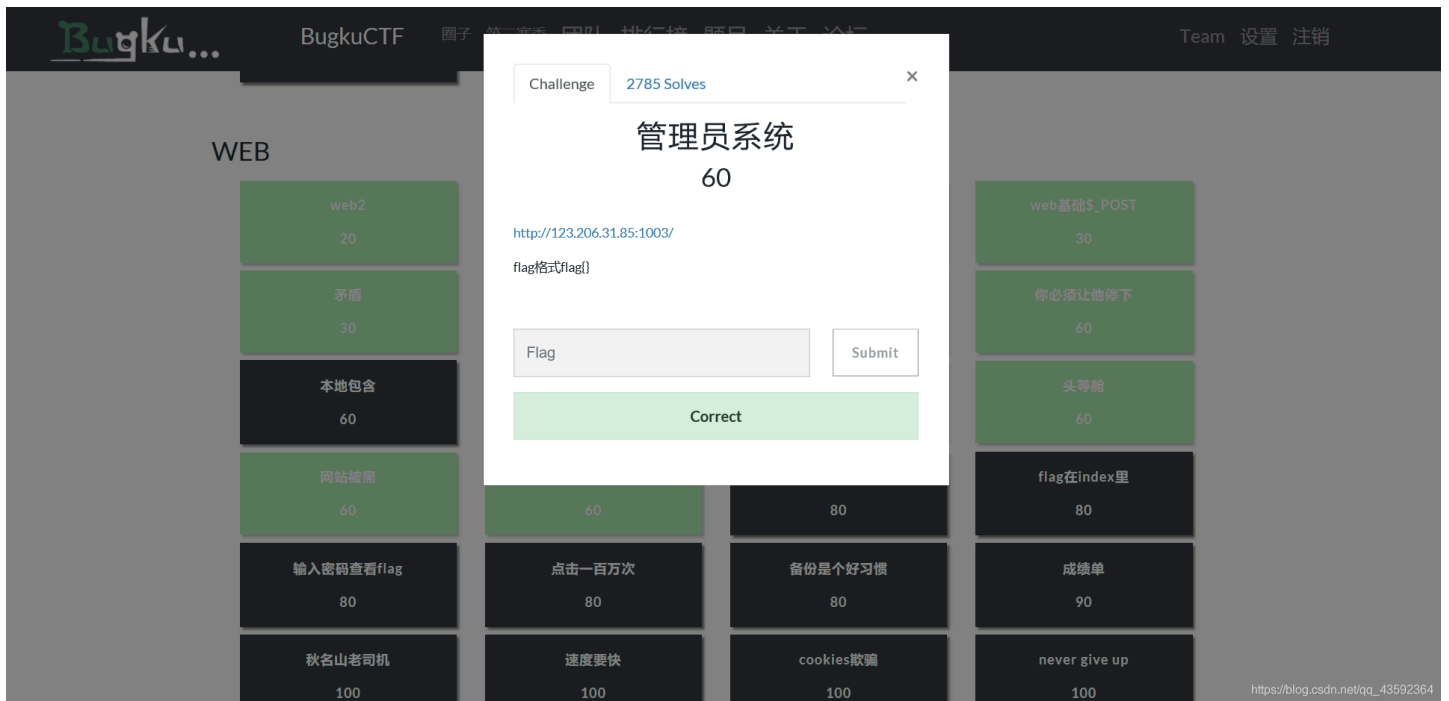 Bugku...
BugkuCTF
圈子
Team 设置 注销
Challenge
2785 Solves
×
管理员系统
60
http://123.206.31.85:1003/
flag格式flag{}
Flag
Submit
Correct
WEB
web2
20
web基础$_POST
30
矛盾
30
你必须让他停下
60
本地包含
60
头等舱
60
网站被黑
60
60
80
flag在index里
80
输入密码查看flag
80
点击一百万次
80
备份是个好习惯
80
成绩单
90
秋名山老司机
100
速度要快
100
cookies欺骗
100
never give up
100
https://blog.csdn.net/qq_43592364